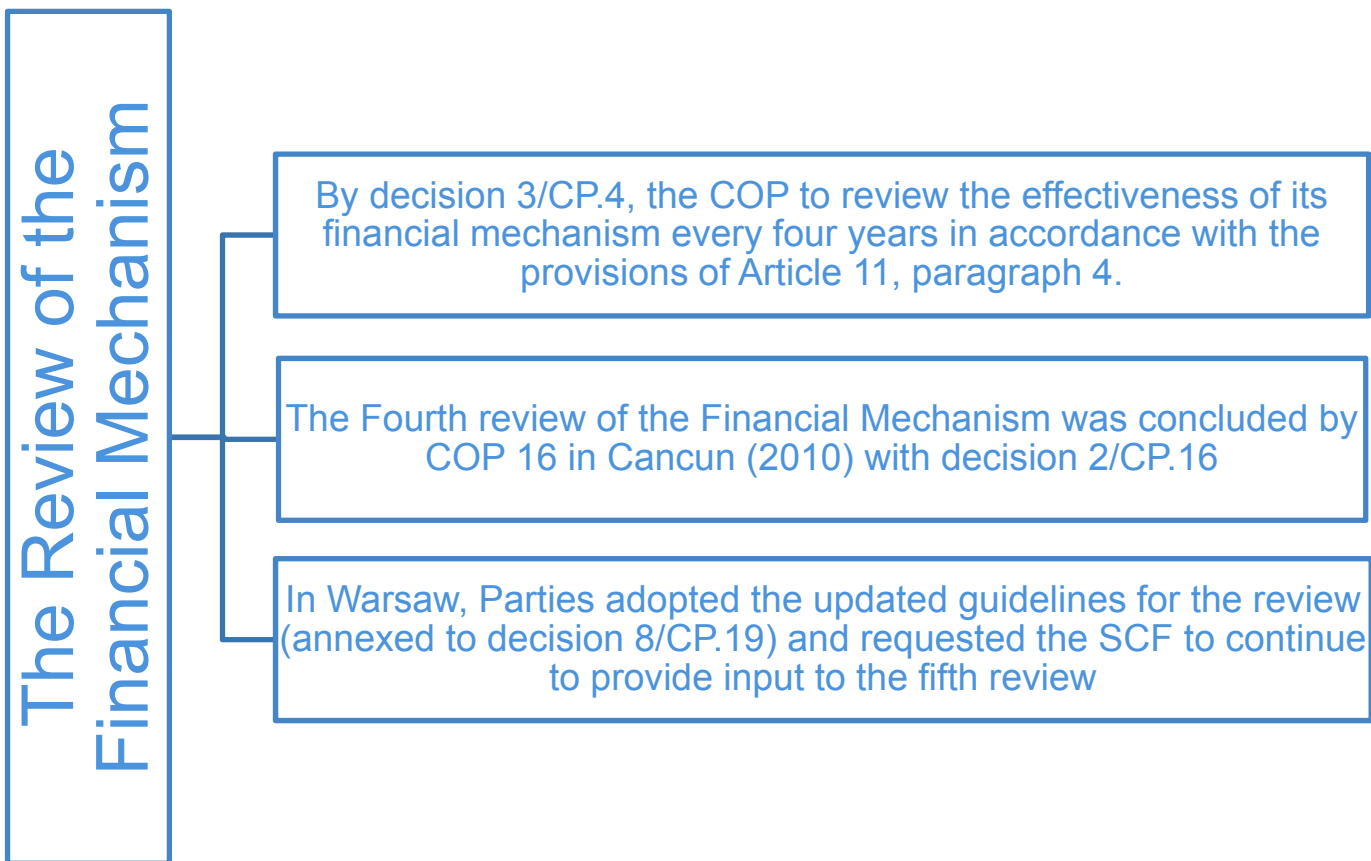 The Review of the
Financial Mechanism
By decision 3/CP.4, the COP to review the effectiveness of its
financial mechanism every four years in accordance with the
provisions of Article 11, paragraph 4.
The Fourth review of the Financial Mechanism was concluded by
COP 16 in Cancun (2010) with decision 2/CP.16
In Warsaw, Parties adopted the updated guidelines for the review
(annexed to decision 8/CP.19) and requested the SCF to continue
to provide input to the fifth review